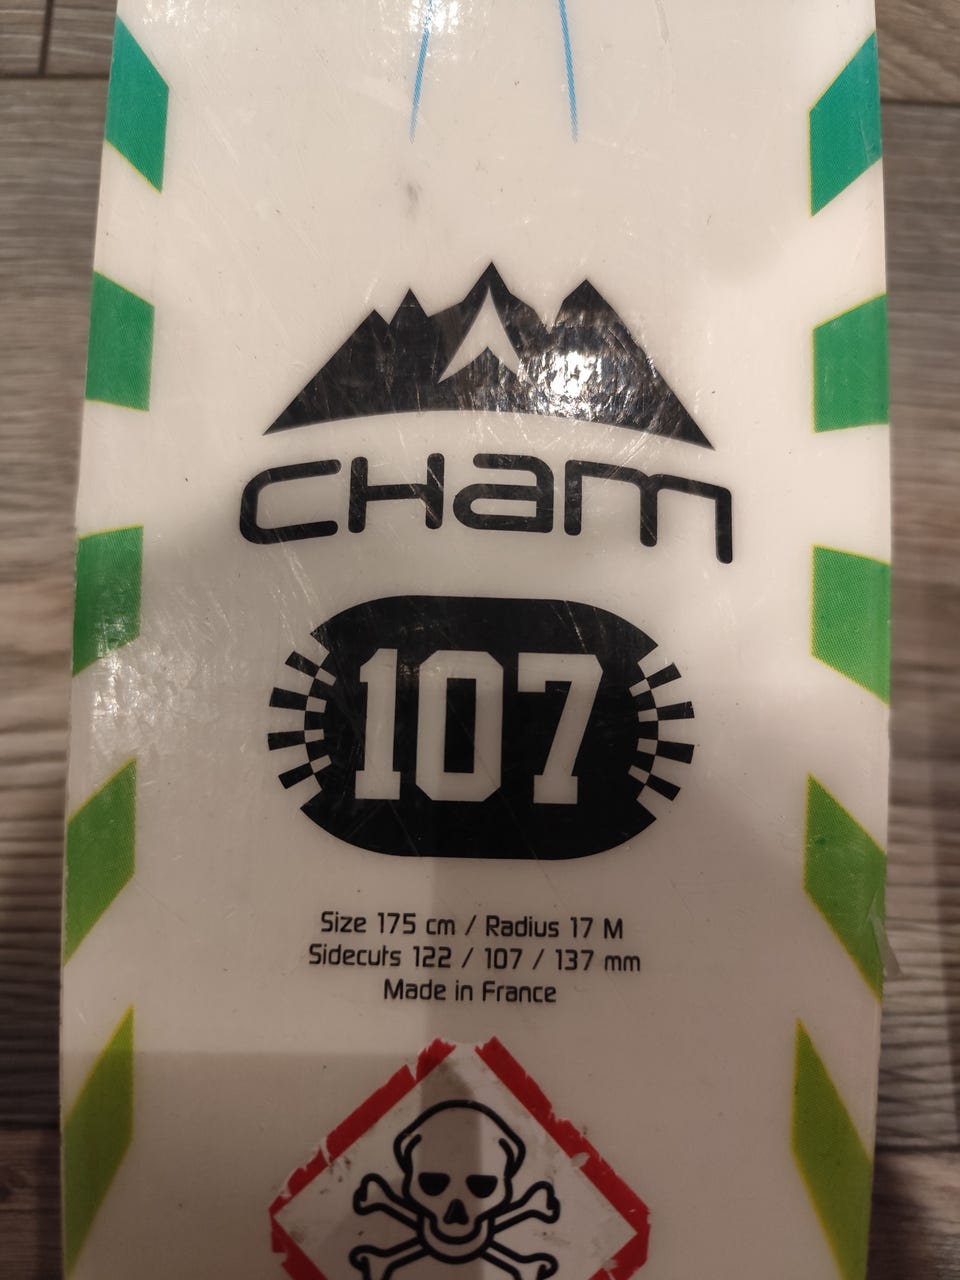 CHam
107
Size 175 cm / Radius 17 M
Sidecuts 122 / 107 / 137 mm
Made in France